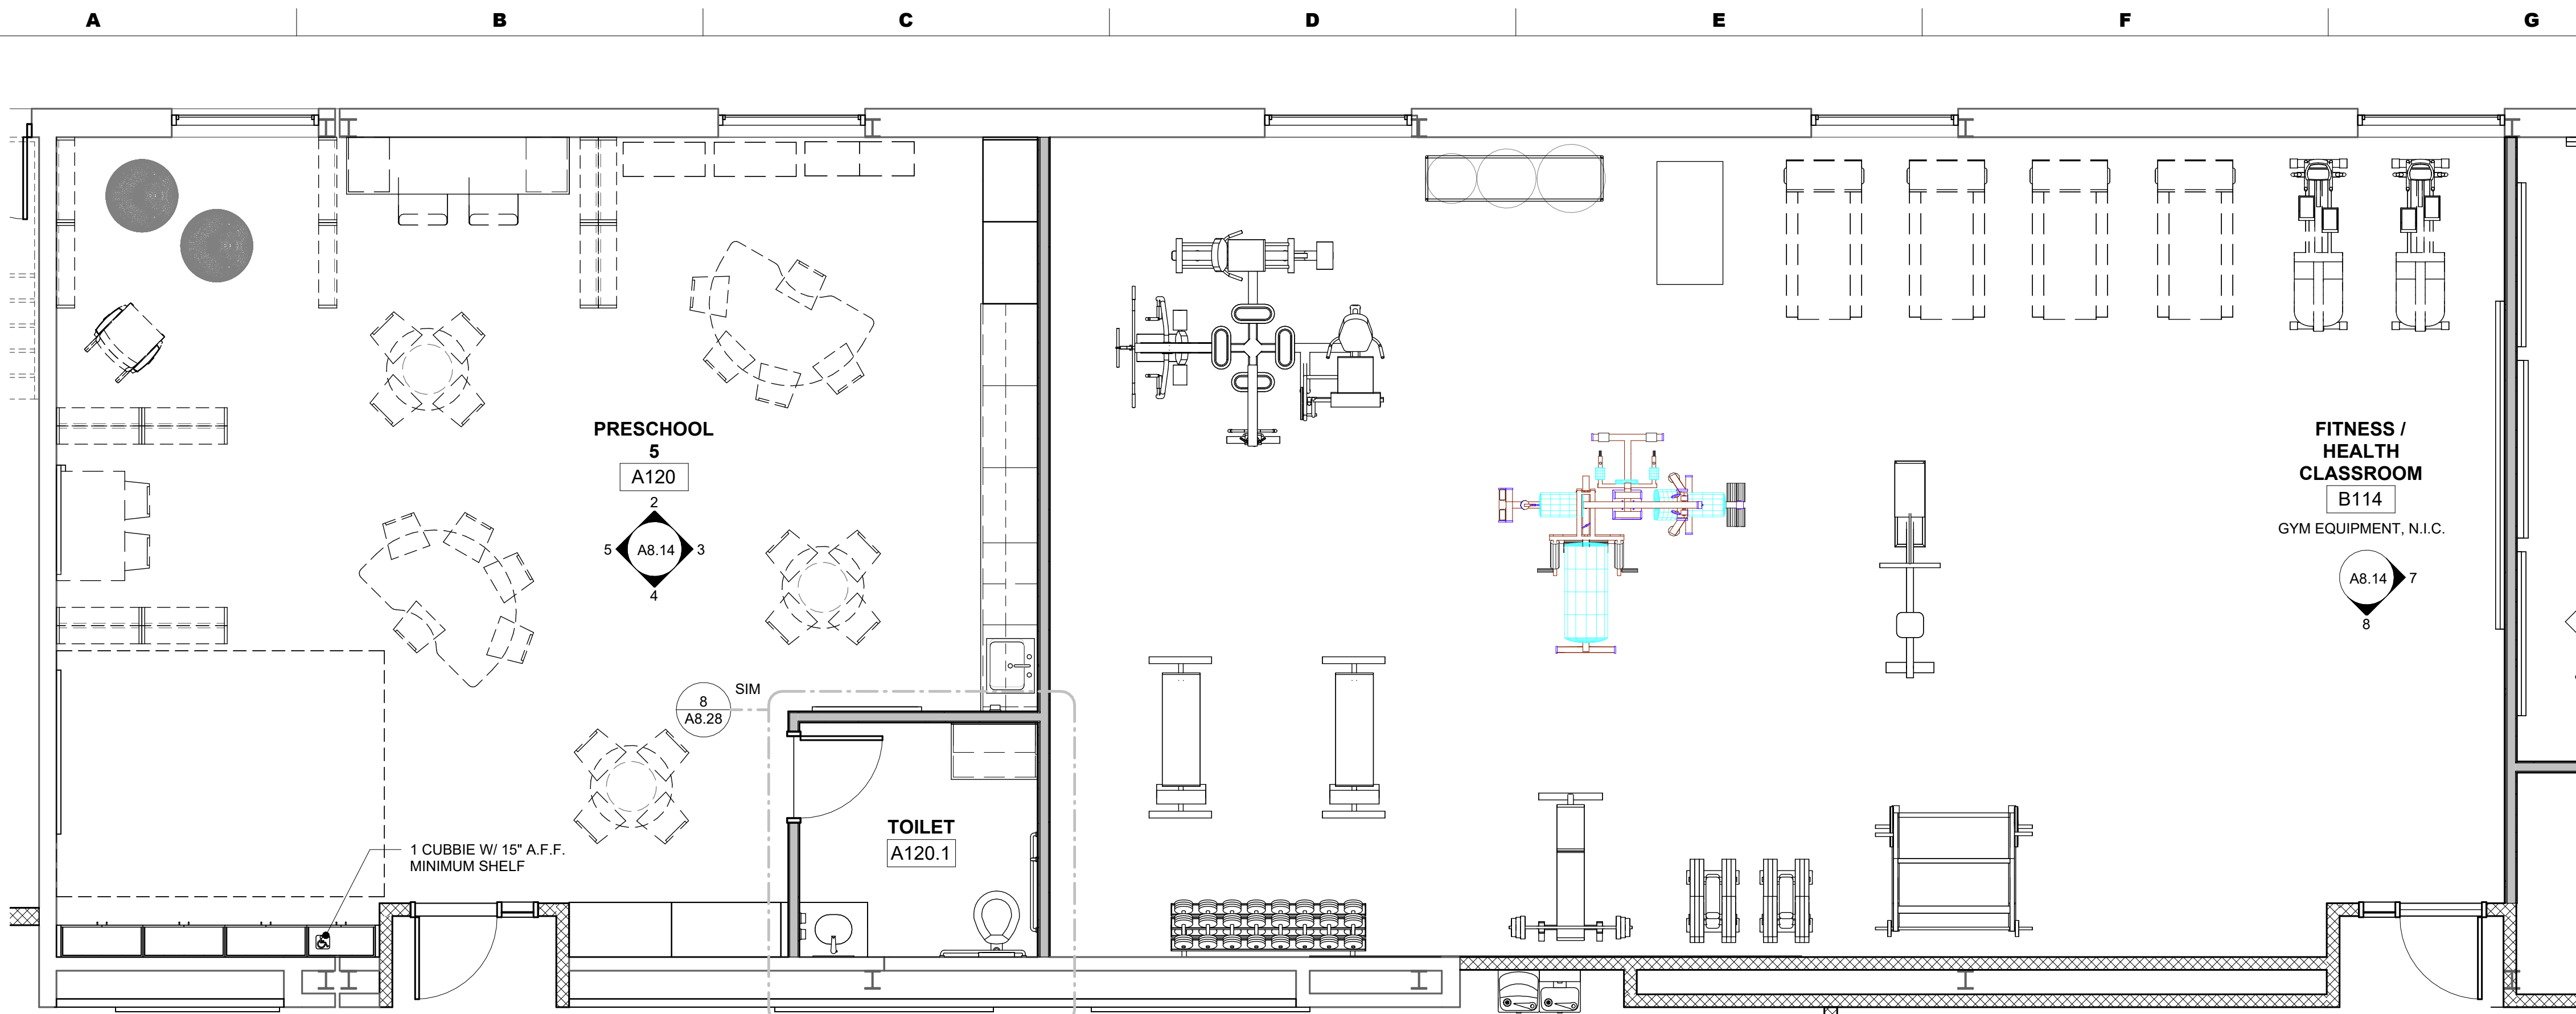 A B C D E F G
PRESCHOOL
5
A120
2
5 A8.14 3
4
FITNESS /
HEALTH
CLASSROOM
B114
GYM EQUIPMENT, N.I.C.
A8.14 7
8
8 SIM
A8.28
TOILET
A120.1
1 CUBBIE W/ 15" A.F.F.
MINIMUM SHELF